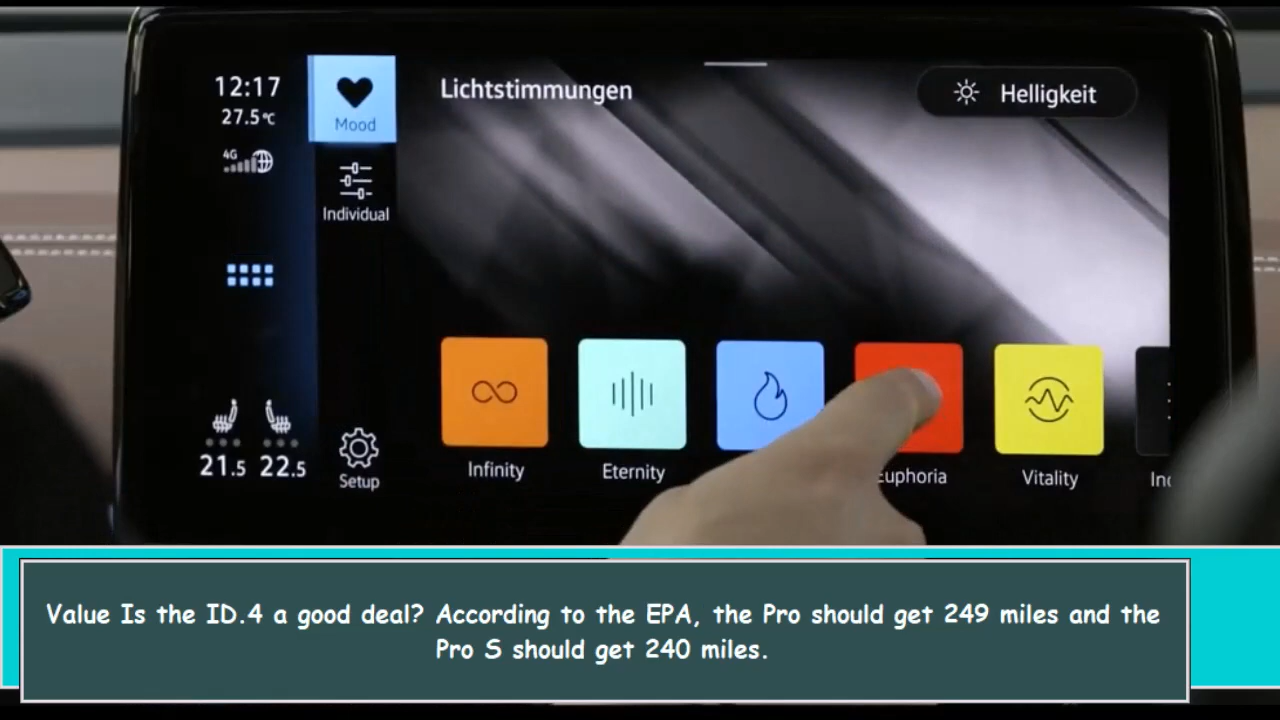 12:17
27.5°C
4G
Mood
Individual
Setup
21.5 22.5
Lichtstimmungen
Helligkeit
Infinity
Eternity
Euphoria
Vitality
Value Is the ID.4 a good deal? According to the EPA, the Pro should get 249 miles and the
Pro S should get 240 miles.